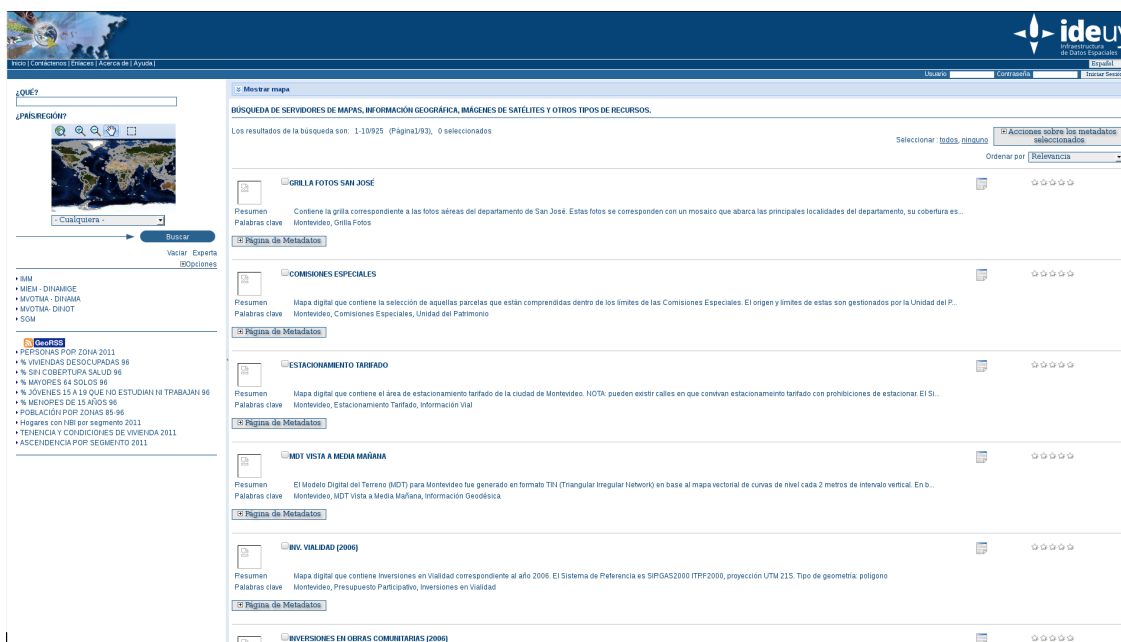 ideuy
Infraestructura
de Datos Espaciales
Inicio | Contáctenos | Enlaces | Acerca de | Ayuda |
Español
Usuario
Contraseña
Iniciar Sesió
¿QUÉ?
¿PAÍS/REGIÓN?
- Cualquiera -
Buscar
Vaciar Experta
Opciones
IMM
MIEM - DINAMIGE
MVOTMA - DINAMA
MVOTMA- DINOT
SGM
GeoRSS
PERSONAS POR ZONA 2011
% VIVIENDAS DESOCUPADAS 96
% SIN COBERTURA SALUD 96
% MAYORES 64 SOLOS 96
% JÓVENES 15 A 19 QUE NO ESTUDIAN NI TRABAJAN 96
% MENORES DE 15 AÑOS 96
POBLACIÓN POR ZONAS 85-96
Hogares con NBI por segmento 2011
TENENCIA Y CONDICIONES DE VIVIENDA 2011
ASCENDENCIA POR SEGMENTO 2011
Mostrar mapa
BÚSQUEDA DE SERVIDORES DE MAPAS, INFORMACIÓN GEOGRÁFICA, IMÁGENES DE SATÉLITES Y OTROS TIPOS DE RECURSOS.
Los resultados de la búsqueda son: 1-10/925 (Página1/93), 0 seleccionados
Seleccionar : todos, ninguno
Acciones sobre los metadatos
seleccionados
Ordenar por Relevancia
GRILLA FOTOS SAN JOSÉ
Resumen Contiene la grilla correspondiente a las fotos aéreas del departamento de San José. Estas fotos se corresponden con un mosaico que abarca las principales localidades del departamento, su cobertura es...
Palabras clave Montevideo, Grilla Fotos
Página de Metadatos
COMISIONES ESPECIALES
Resumen Mapa digital que contiene la selección de aquellas parcelas que están comprendidas dentro de los límites de las Comisiones Especiales. El origen y límites de estas son gestionados por la Unidad del P...
Palabras clave Montevideo, Comisiones Especiales, Unidad del Patrimonio
Página de Metadatos
ESTACIONAMIENTO TARIFADO
Resumen Mapa digital que contiene el área de estacionamiento tarifado de la ciudad de Montevideo. NOTA: pueden existir calles en que convivan estacionameinto tarifado con prohibiciones de estacionar. El Si...
Palabras clave Montevideo, Estacionamiento Tarifado, Información Vial
Página de Metadatos
MDT VISTA A MEDIA MAÑANA
Resumen El Modelo Digital del Terreno (MDT) para Montevideo fue generado en formato TIN (Triangular Irregular Network) en base al mapa vectorial de curvas de nivel cada 2 metros de intervalo vertical. En b...
Palabras clave Montevideo, MDT Vista a Media Mañana, Información Geodésica
Página de Metadatos
INV. VIALIDAD (2006)
Resumen Mapa digital que contiene Inversiones en Vialidad correspondiente al año 2006. El Sistema de Referencia es SIRGAS2000 ITRF2000, proyección UTM 21S. Tipo de geometría: polígono
Palabras clave Montevideo, Presupuesto Participativo, Inversiones en Vialidad
Página de Metadatos
INVERSIONES EN OBRAS COMUNITARIAS (2006)